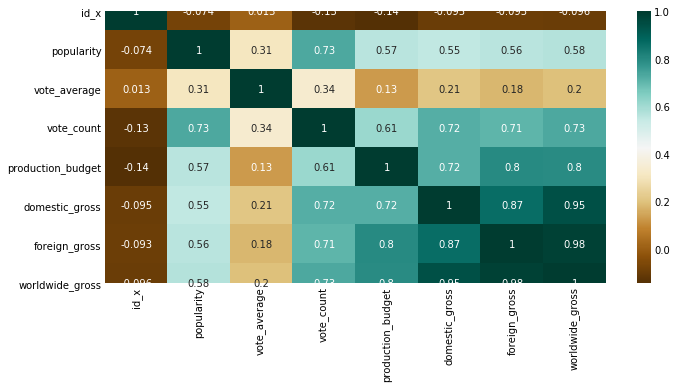 id_x 1 -0.074 0.013 -0.13 -0.14 -0.095 -0.093 -0.096
popularity -0.074 1 0.31 0.73 0.57 0.55 0.56 0.58
vote_average 0.013 0.31 1 0.34 0.13 0.21 0.18 0.2
vote_count -0.13 0.73 0.34 1 0.61 0.72 0.71 0.73
production_budget -0.14 0.57 0.13 0.61 1 0.72 0.8 0.8
domestic_gross -0.095 0.55 0.21 0.72 0.72 1 0.87 0.95
foreign_gross -0.093 0.56 0.18 0.71 0.8 0.87 1 0.98
worldwide_gross -0.096 0.58 0.2 0.73 0.8 0.95 0.98 1
id_x
popularity
vote_average
vote_count
production_budget
domestic_gross
foreign_gross
worldwide_gross
1.0
0.8
0.6
0.4
0.2
0.0